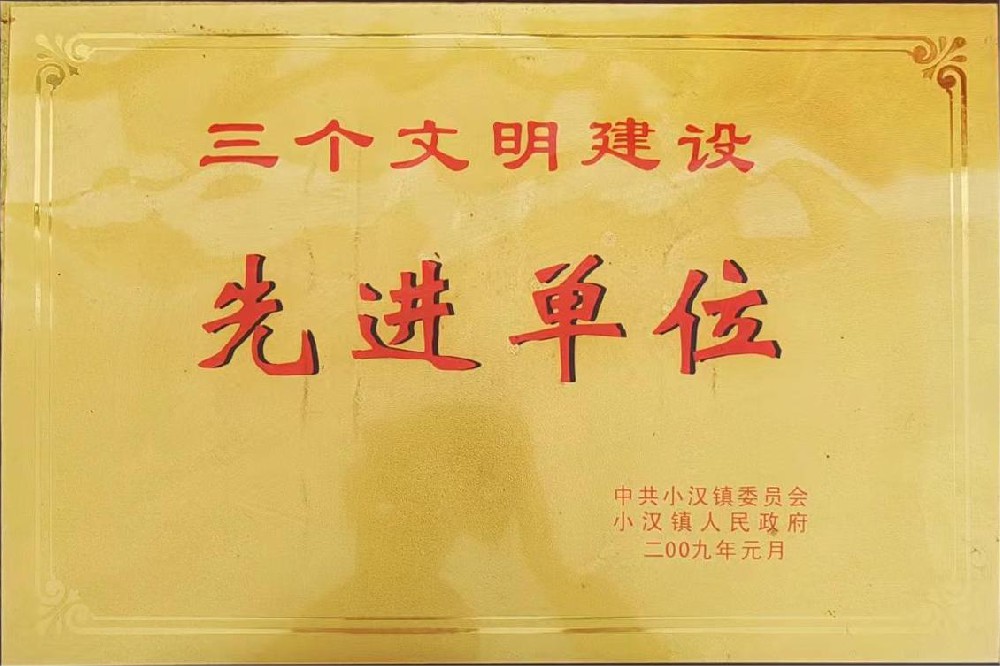 三个文明建设
先进单位
中共小汉镇委员会
小汉镇人民政府
二00九年元月